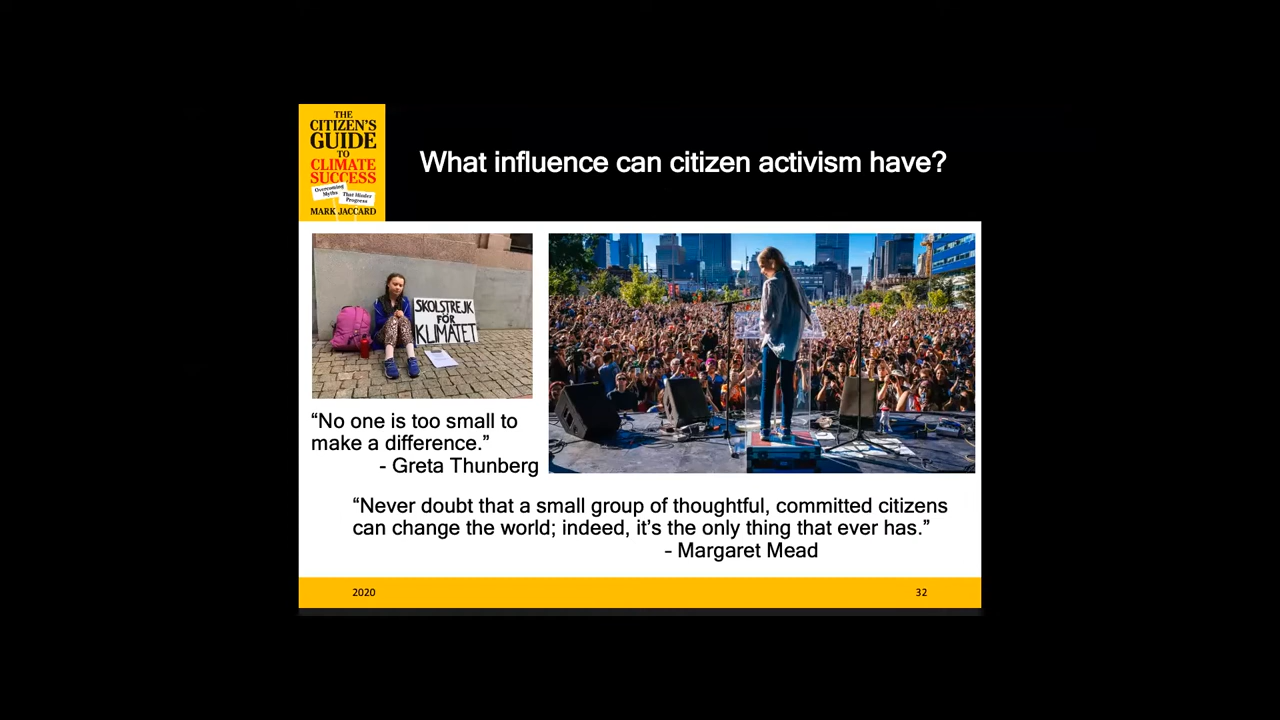 THE
CITIZEN'S
GUIDE
TO
CLIMATE
SUCCESS
Overcoming
Myths
That Hinder
Progress
MARK JACCARD
What influence can citizen activism have?
SKOLSTREJK
FÖR
KLIMATET
“No one is too small to
make a difference.”
- Greta Thunberg
“Never doubt that a small group of thoughtful, committed citizens
can change the world; indeed, it’s the only thing that ever has.”
– Margaret Mead
2020
32